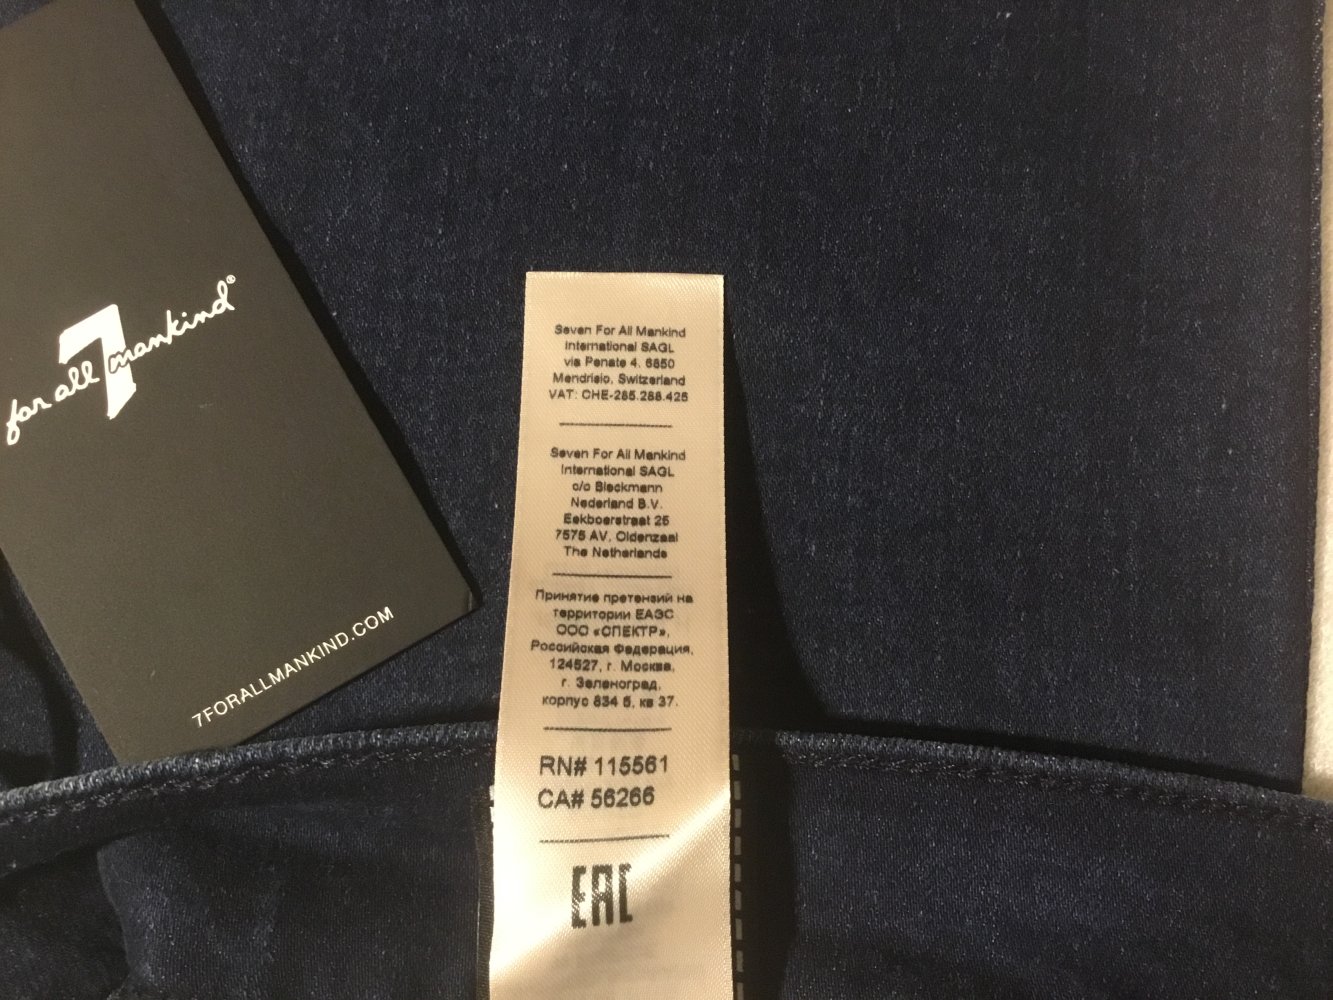 7
for all mankind®
7FORALLMANKIND.COM
Seven For All Mankind
International SAGL
via Penate 4, 6850
Mendrisio, Switzerland
VAT: CHE-285.288.425
Seven For All Mankind
International SAGL
c/o Bleckmann
Nederland B.V.
Eekboerstraat 25
7575 AV, Oldenzaal
The Netherlands
Принятие претензий на
территории ЕАЭС
ООО «СПЕКТР»,
Российская Федерация,
124527, г. Москва,
г. Зеленоград,
корпус 834 б, кв 37.
RN# 115561
CA# 56266
EAC